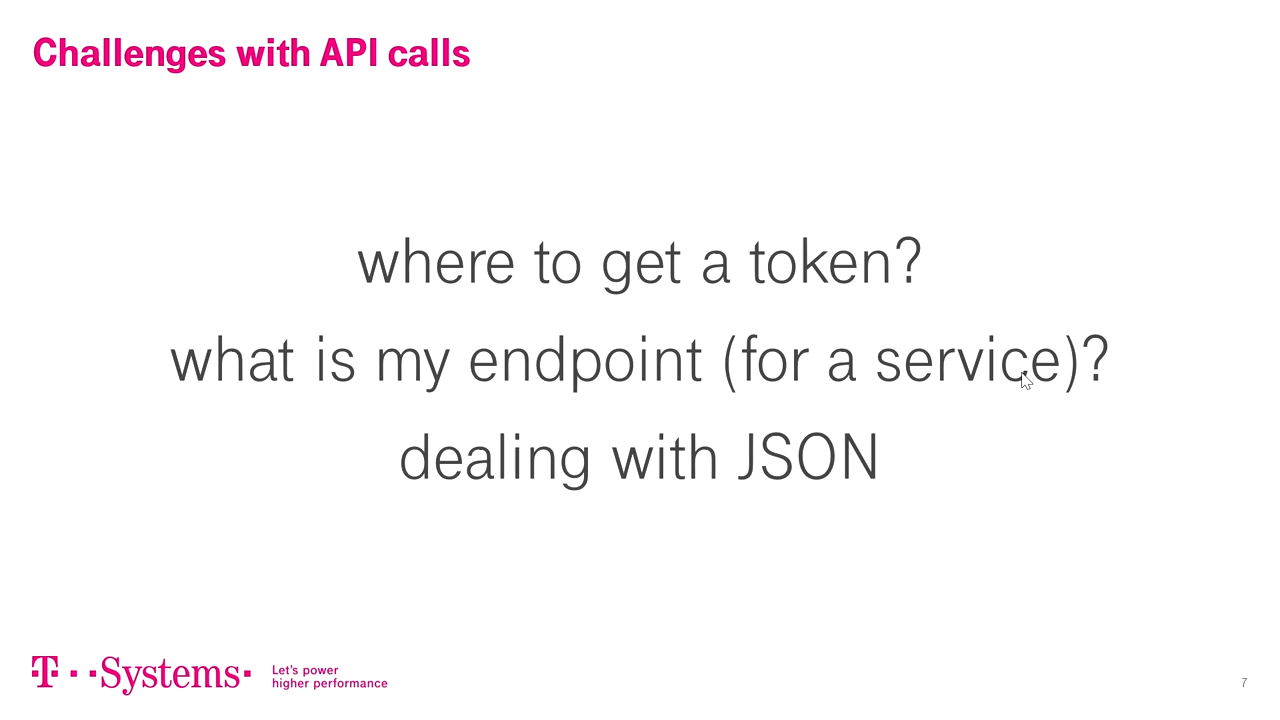 Challenges with API calls
where to get a token?
what is my endpoint (for a service)?
dealing with JSON
T··Systems·
Let's power
higher performance
7